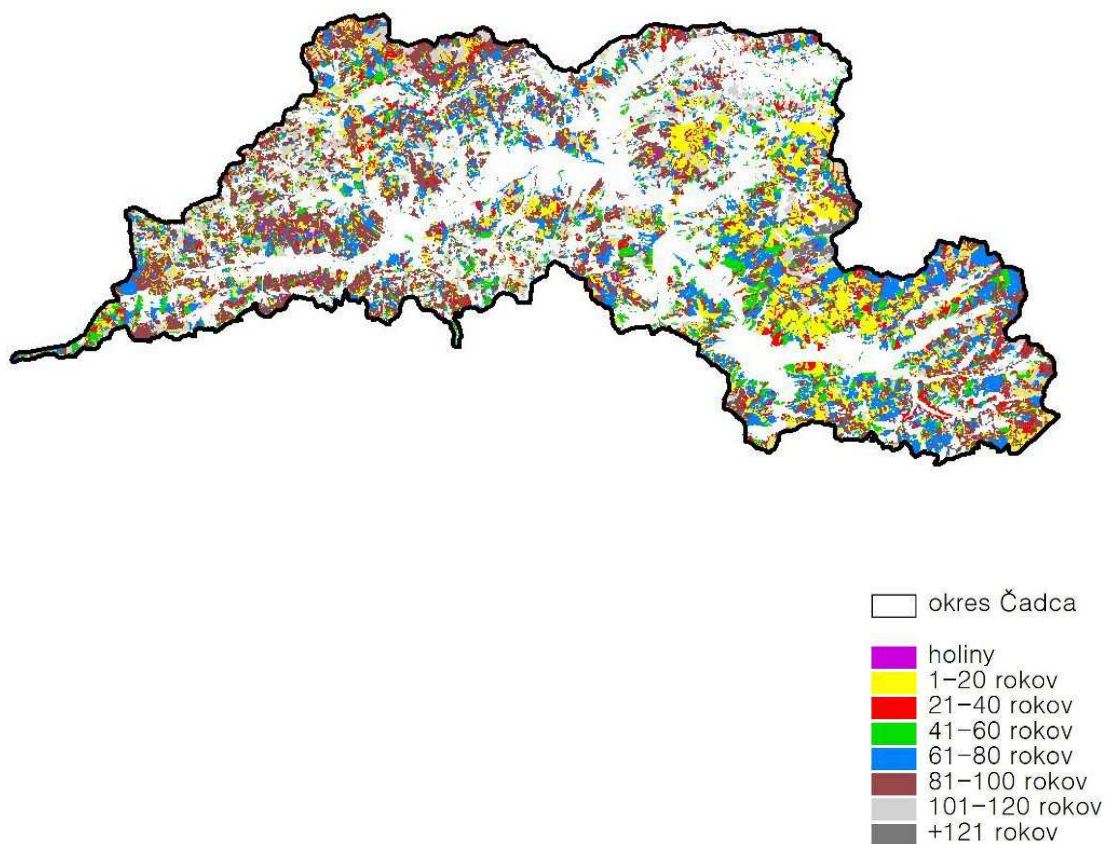 okres Čadca
holiny
1-20 rokov
21-40 rokov
41-60 rokov
61-80 rokov
81-100 rokov
101-120 rokov
+121 rokov